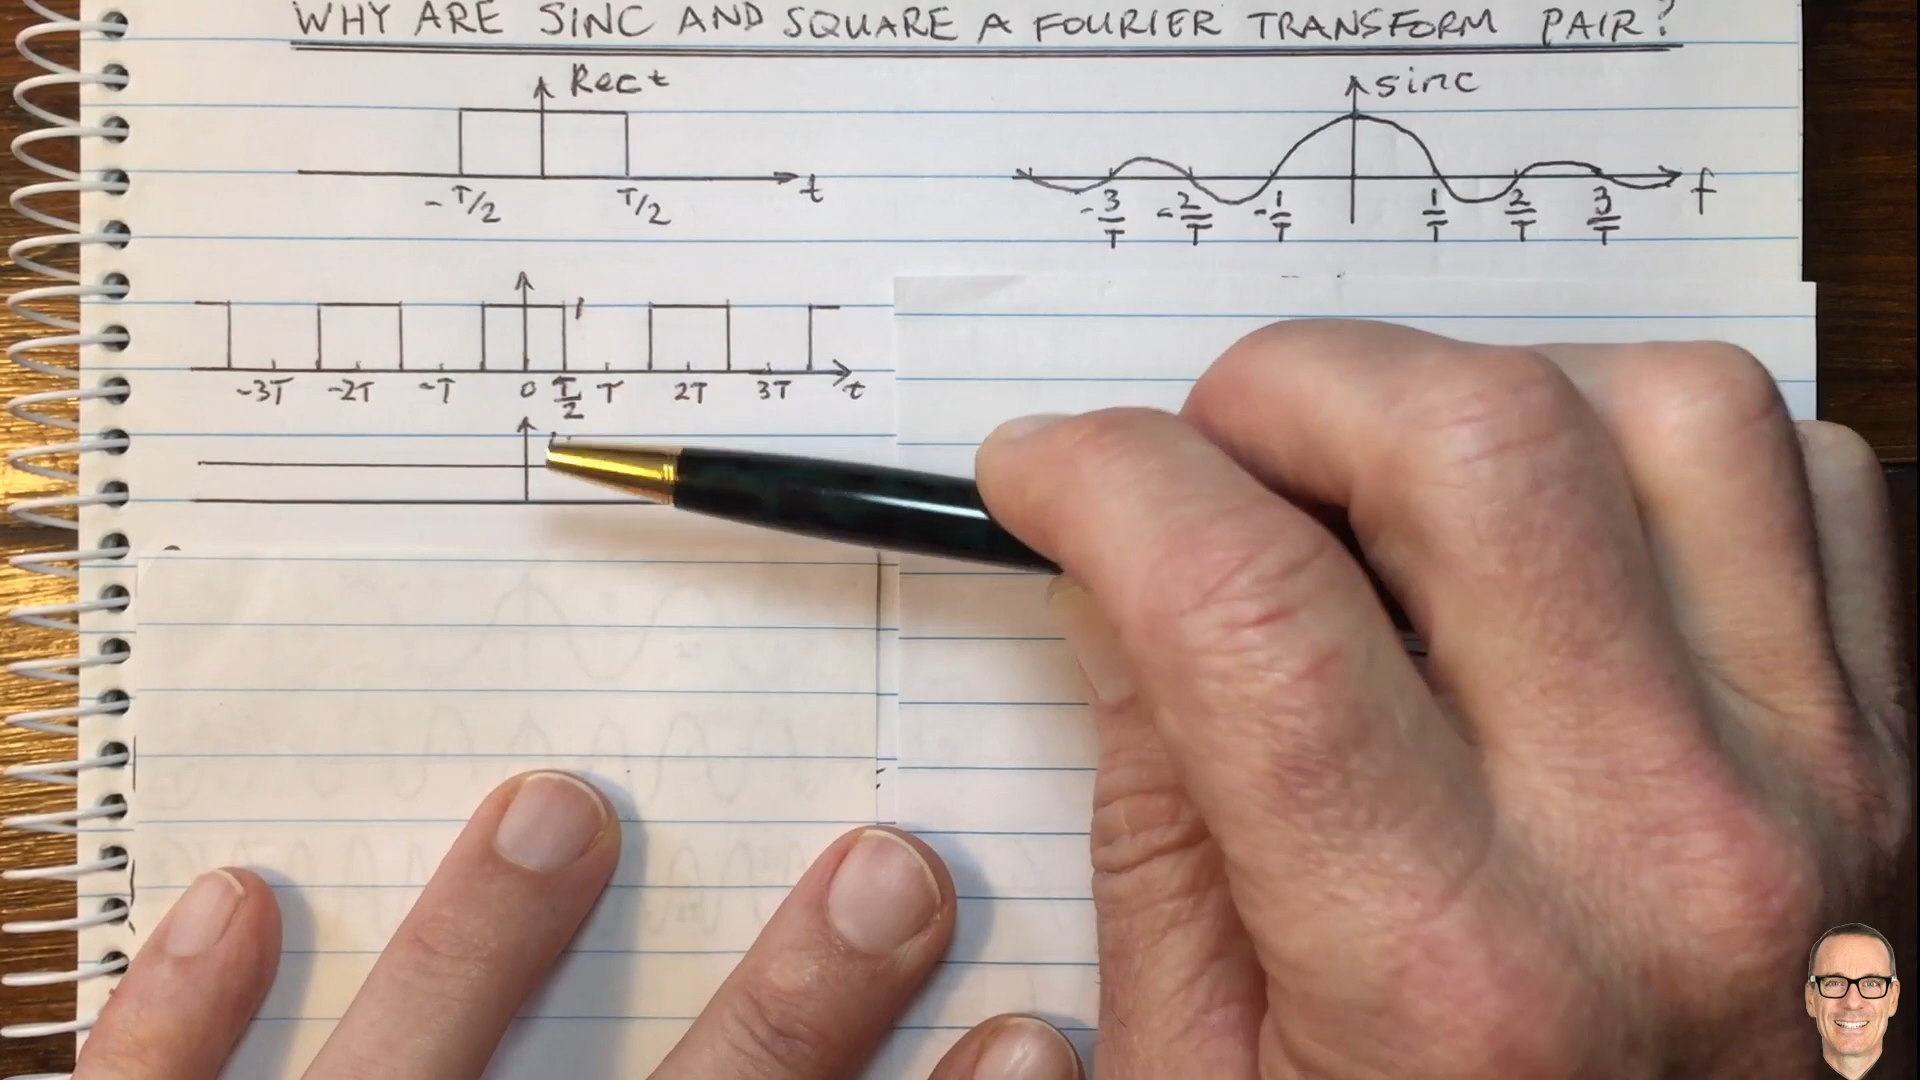 WHY ARE SINC AND SQUARE A FOURIER TRANSFORM PAIR?
Rect
sinc
-T/2 T/2 t
-3/T -2/T -1/T 1/T 2/T 3/T f
1
-3T -2T -T 0 T/2 T 2T 3T t